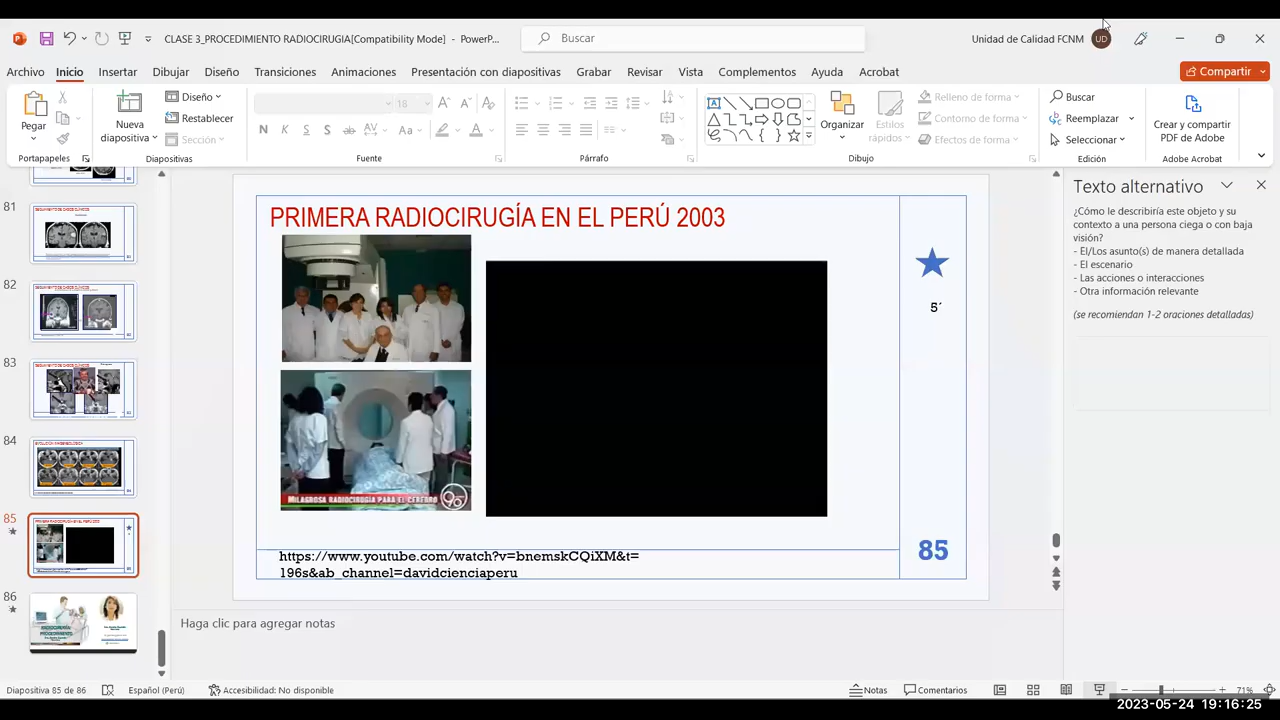 CLASE 3_PROCEDIMIENTO RADIOCIRUGIA[Compatibility Mode] - PowerP...
Buscar
Unidad de Calidad FCNM
UD
Archivo Inicio Insertar Dibujar Diseño Transiciones Animaciones Presentación con diapositivas Grabar Revisar Vista Complementos Ayuda Acrobat
Compartir
Pegar
Portapapeles
Nueva
diapositiva
Diseño
Restablecer
Sección
Diapositivas
18
Fuente
Párrafo
Organizar
Estilos
rápidos
Relleno de forma
Contorno de forma
Efectos de forma
Dibujo
Buscar
Reemplazar
Seleccionar
Edición
Crear y compartir
PDF de Adobe
Adobe Acrobat
81
82
83
84
85
86
PRIMERA RADIOCIRUGÍA EN EL PERÚ 2003
5´
MILAGROSA RADIOCIRUGÍA PARA EL CEREBRO
https://www.youtube.com/watch?v=bnemskCQiXM&t=
196s&ab_channel=davidcienciaperu
85
Haga clic para agregar notas
Texto alternativo
¿Cómo le describiría este objeto y su
contexto a una persona ciega o con baja
visión?
- El/Los asunto(s) de manera detallada
- El escenario
- Las acciones o interacciones
- Otra información relevante
(se recomiendan 1-2 oraciones detalladas)
Diapositiva 85 de 86
Español (Perú)
Accesibilidad: No disponible
Notas
Comentarios
71%
2023-05-24 19:16:25